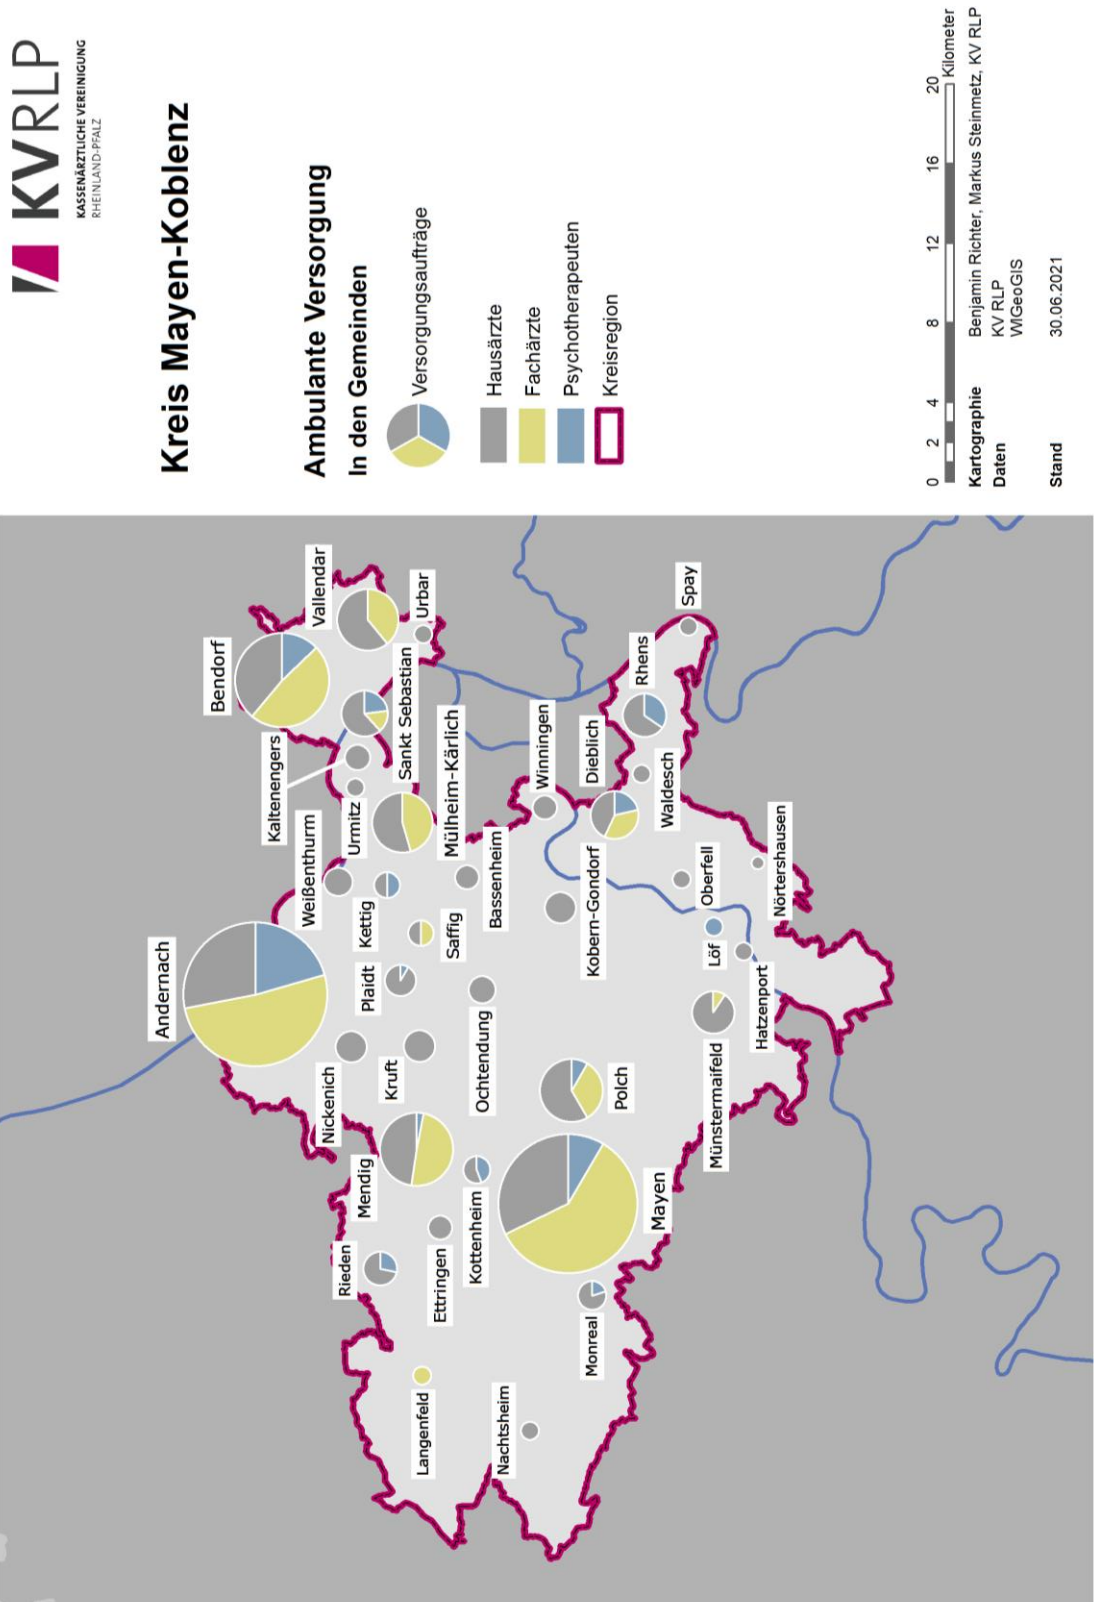 KVRLP
KASSENÄRZTLICHE VEREINIGUNG
RHEINLAND-PFALZ
Kreis Mayen-Koblenz
Ambulante Versorgung
In den Gemeinden
Versorgungsaufträge
Hausärzte
Fachärzte
Psychotherapeuten
Kreisregion
0 2 4 8 12 16 20
Kilometer
Kartographie Benjamin Richter, Markus Steinmetz, KV RLP
Daten KV RLP
WIGeoGIS
Stand 30.06.2021
Andernach
Bendorf
Kaltenengers
Vallendar
Weißenthurm
Nickenich
Rieden
Urmitz
Mendig
Plaidt
Kettig
Kruft
Sankt Sebastian
Urbar
Langenfeld
Ettringen
Saffig
Mülheim-Kärlich
Kottenheim
Ochtendung
Bassenheim
Nachtsheim
Winningen
Monreal
Polch
Kobern-Gondorf
Dieblich
Rhens
Mayen
Waldesch
Spay
Münstermaifeld
Löf
Oberfell
Hatzenport
Nörtershausen